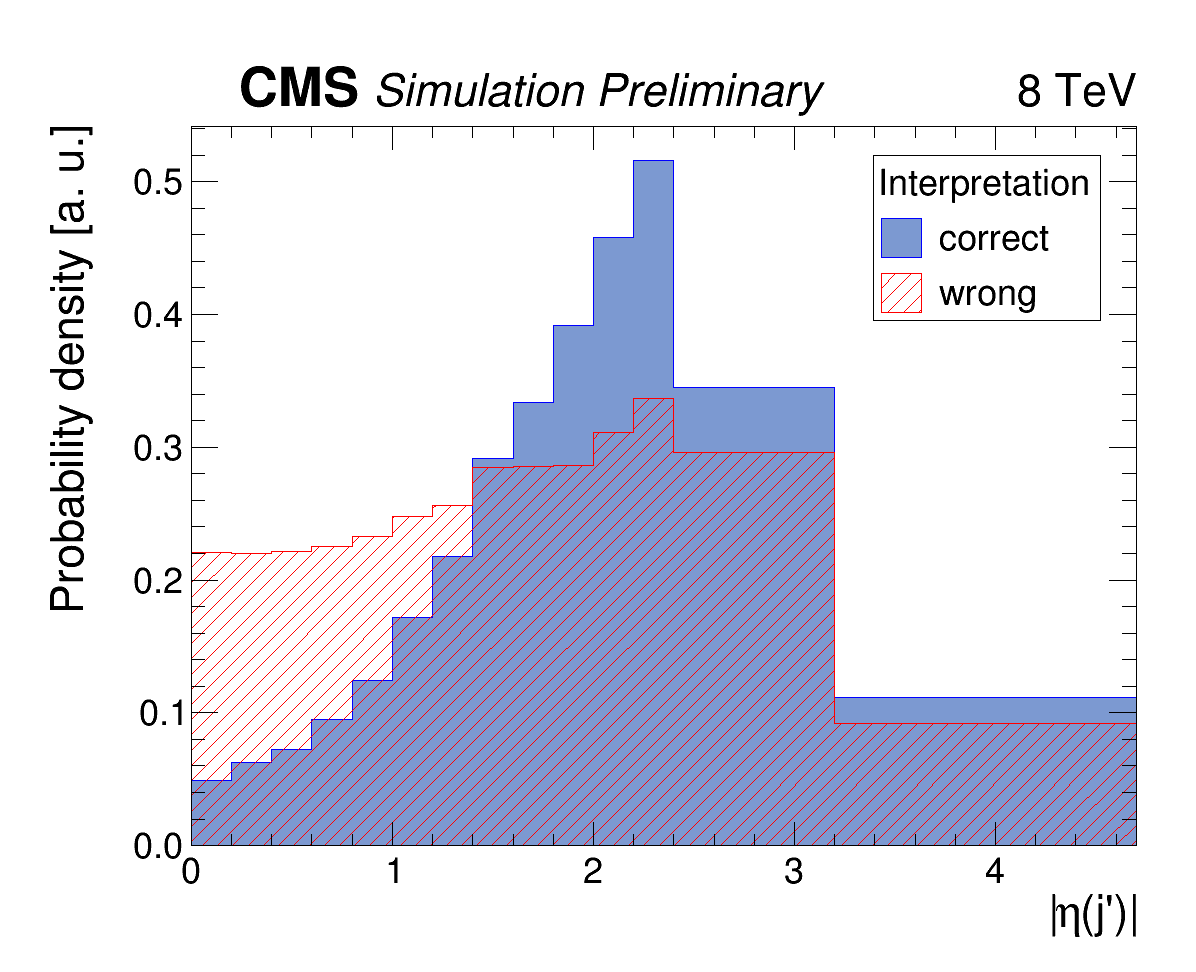 CMS Simulation Preliminary 8 TeV
Probability density [a. u.]
0.5
0.4
0.3
0.2
0.1
0.0
Interpretation
correct
wrong
0 1 2 3 4
|η(j')|